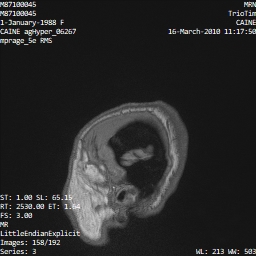 M87100045
MRN
M87100045
TrioTim
1-January-1988 F
CAINE
CAINE agHyper_06267
16-March-2010 11:17:50
mprage_5e RMS
ST: 1.00 SL: 65.15
RT: 2530.00 ET: 1.64
FS: 3.00
MR
LittleEndianExplicit
Images: 158/192
Series: 3
WL: 213 WW: 503